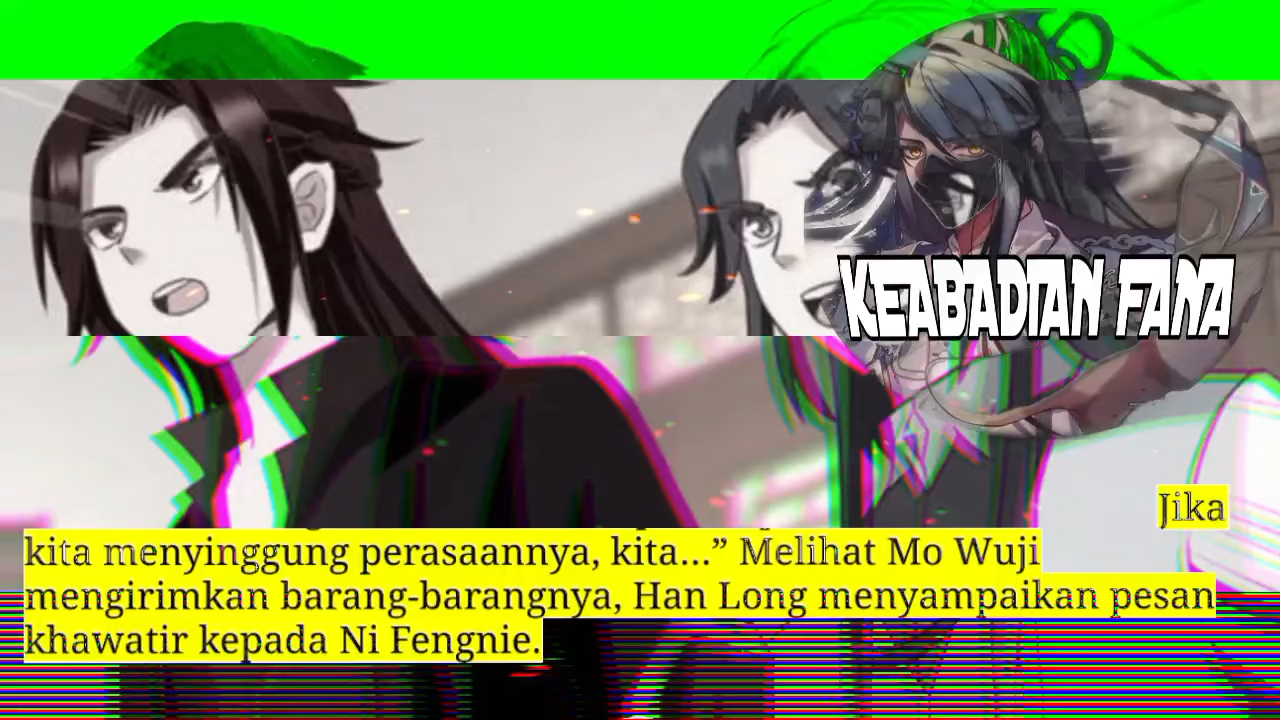 KEABADIAN FANA
Jika
kita menyinggung perasaannya, kita...” Melihat Mo Wuji
mengirimkan barang-barangnya, Han Long menyampaikan pesan
khawatir kepada Ni Fengnie.